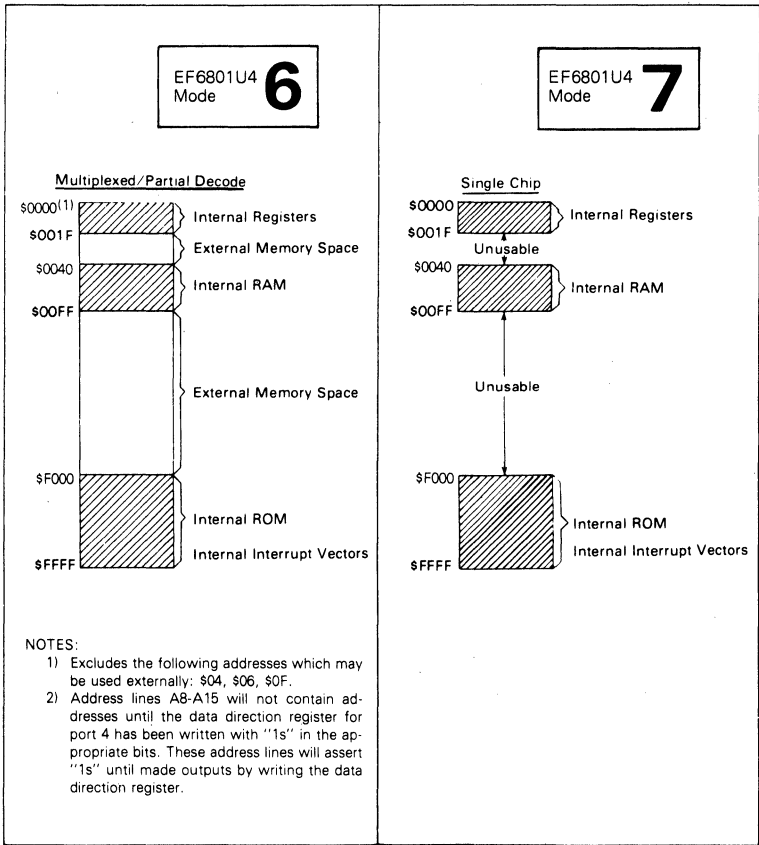 EF6801U4
Mode 6
Multiplexed/Partial Decode
$0000(1)
Internal Registers
$001F
External Memory Space
$0040
Internal RAM
$00FF
External Memory Space
$F000
Internal ROM
Internal Interrupt Vectors
$FFFF
NOTES:
1) Excludes the following addresses which may
be used externally: $04, $06, $0F.
2) Address lines A8-A15 will not contain ad-
dresses until the data direction register for
port 4 has been written with "1s" in the ap-
propriate bits. These address lines will assert
"1s" until made outputs by writing the data
direction register.
EF6801U4
Mode 7
Single Chip
$0000
Internal Registers
$001F
Unusable
$0040
Internal RAM
$00FF
Unusable
$F000
Internal ROM
Internal Interrupt Vectors
$FFFF